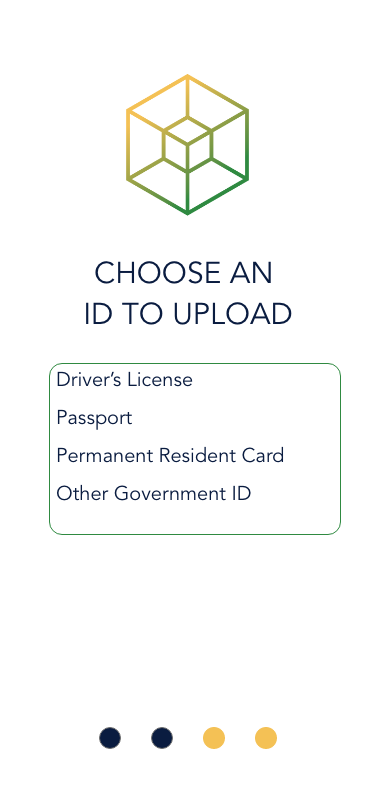 CHOOSE AN
ID TO UPLOAD
Driver’s License
Passport
Permanent Resident Card
Other Government ID